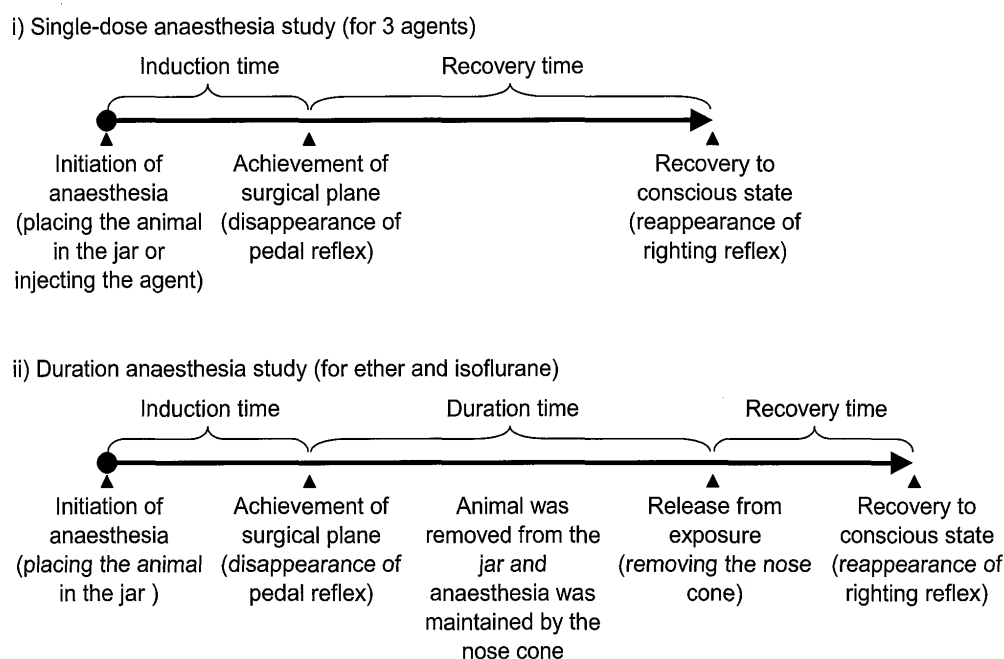 i) Single-dose anaesthesia study (for 3 agents)
Induction time
Recovery time
Initiation of
anaesthesia
(placing the animal
in the jar or
injecting the agent)
Achievement of
surgical plane
(disappearance of
pedal reflex)
Recovery to
conscious state
(reappearance of
righting reflex)
ii) Duration anaesthesia study (for ether and isoflurane)
Induction time
Duration time
Recovery time
Initiation of
anaesthesia
(placing the animal
in the jar )
Achievement of
surgical plane
(disappearance of
pedal reflex)
Animal was
removed from the
jar and
anaesthesia was
maintained by the
nose cone
Release from
exposure
(removing the nose
cone)
Recovery to
conscious state
(reappearance of
righting reflex)